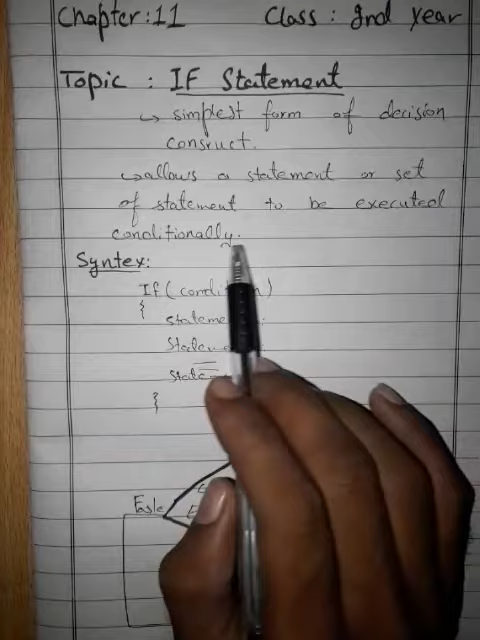 Chapter:11 Class : 2nd year
Topic : IF Statement
↳ simplest form of decision
construct.
↳ allows a statement or set
of statement to be executed
conditionally.
Syntex:
If (condition)
{
}